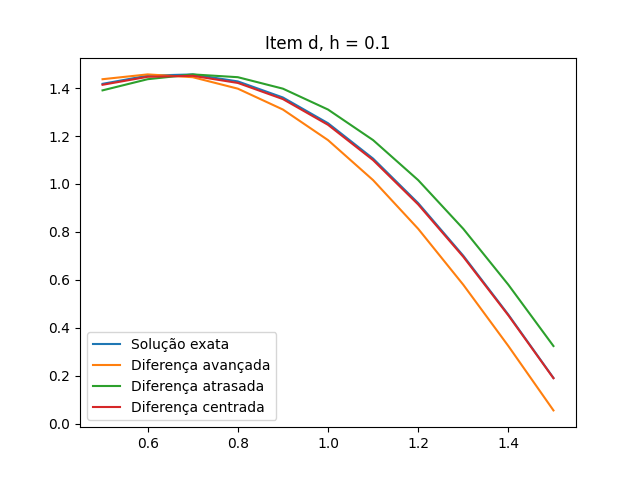 Item d, h = 0.1
1.4
1.2
1.0
0.8
0.6
0.4
0.2
0.0
Solução exata
Diferença avançada
Diferença atrasada
Diferença centrada
0.6 0.8 1.0 1.2 1.4